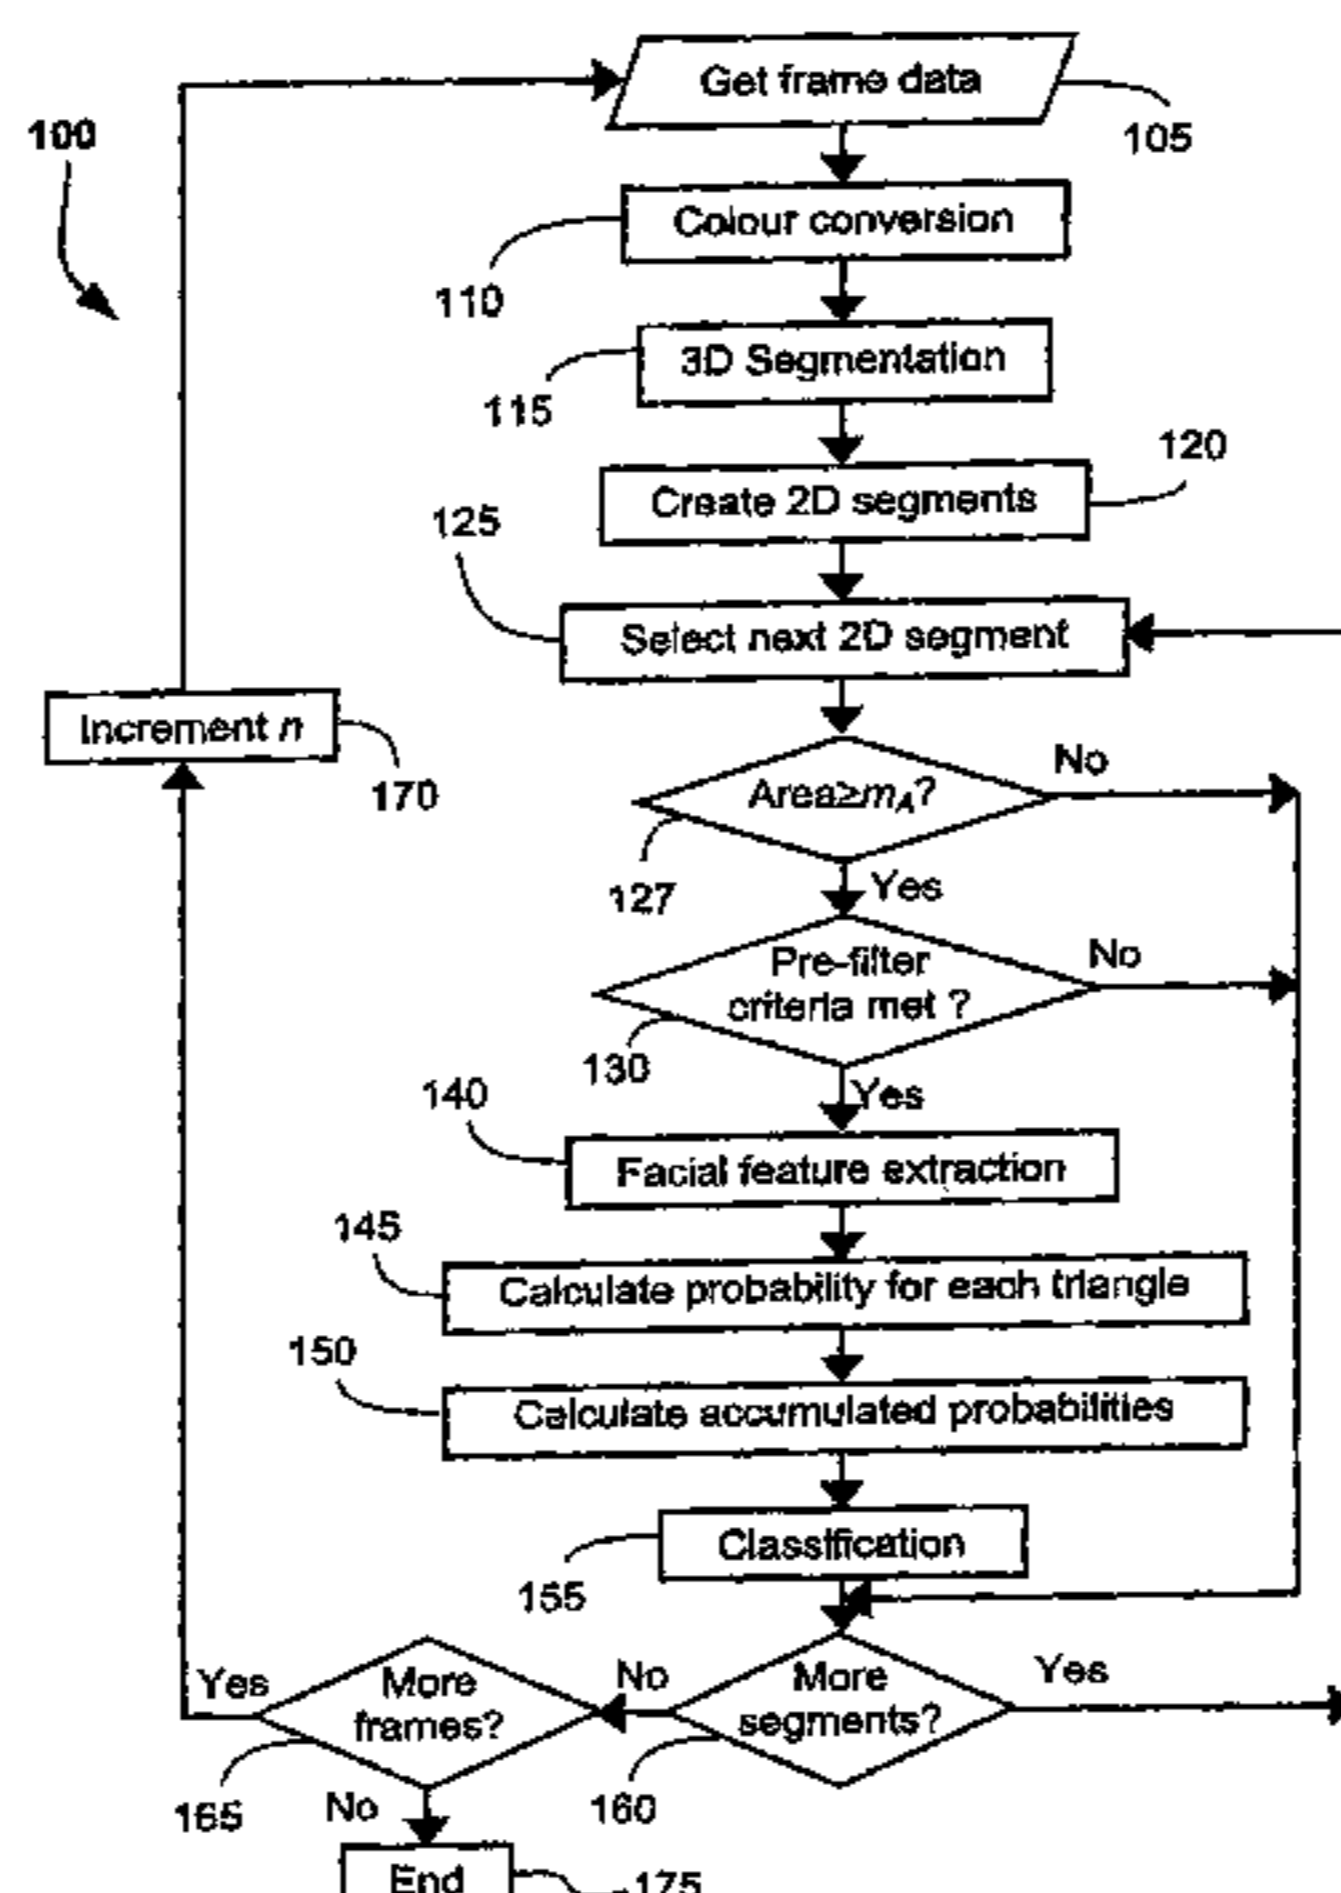 Get frame data
100
105
Colour conversion
110
3D Segmentation
115
120
Create 2D segments
125
Select next 2D segment
Increment n
170
Area≥mA?
No
127
Yes
Pre-filter
criteria met ?
No
130
Yes
140
Facial feature extraction
145
Calculate probability for each triangle
150
Calculate accumulated probabilities
Classification
155
Yes
More
frames?
No
More
segments?
Yes
165
No
160
End
175